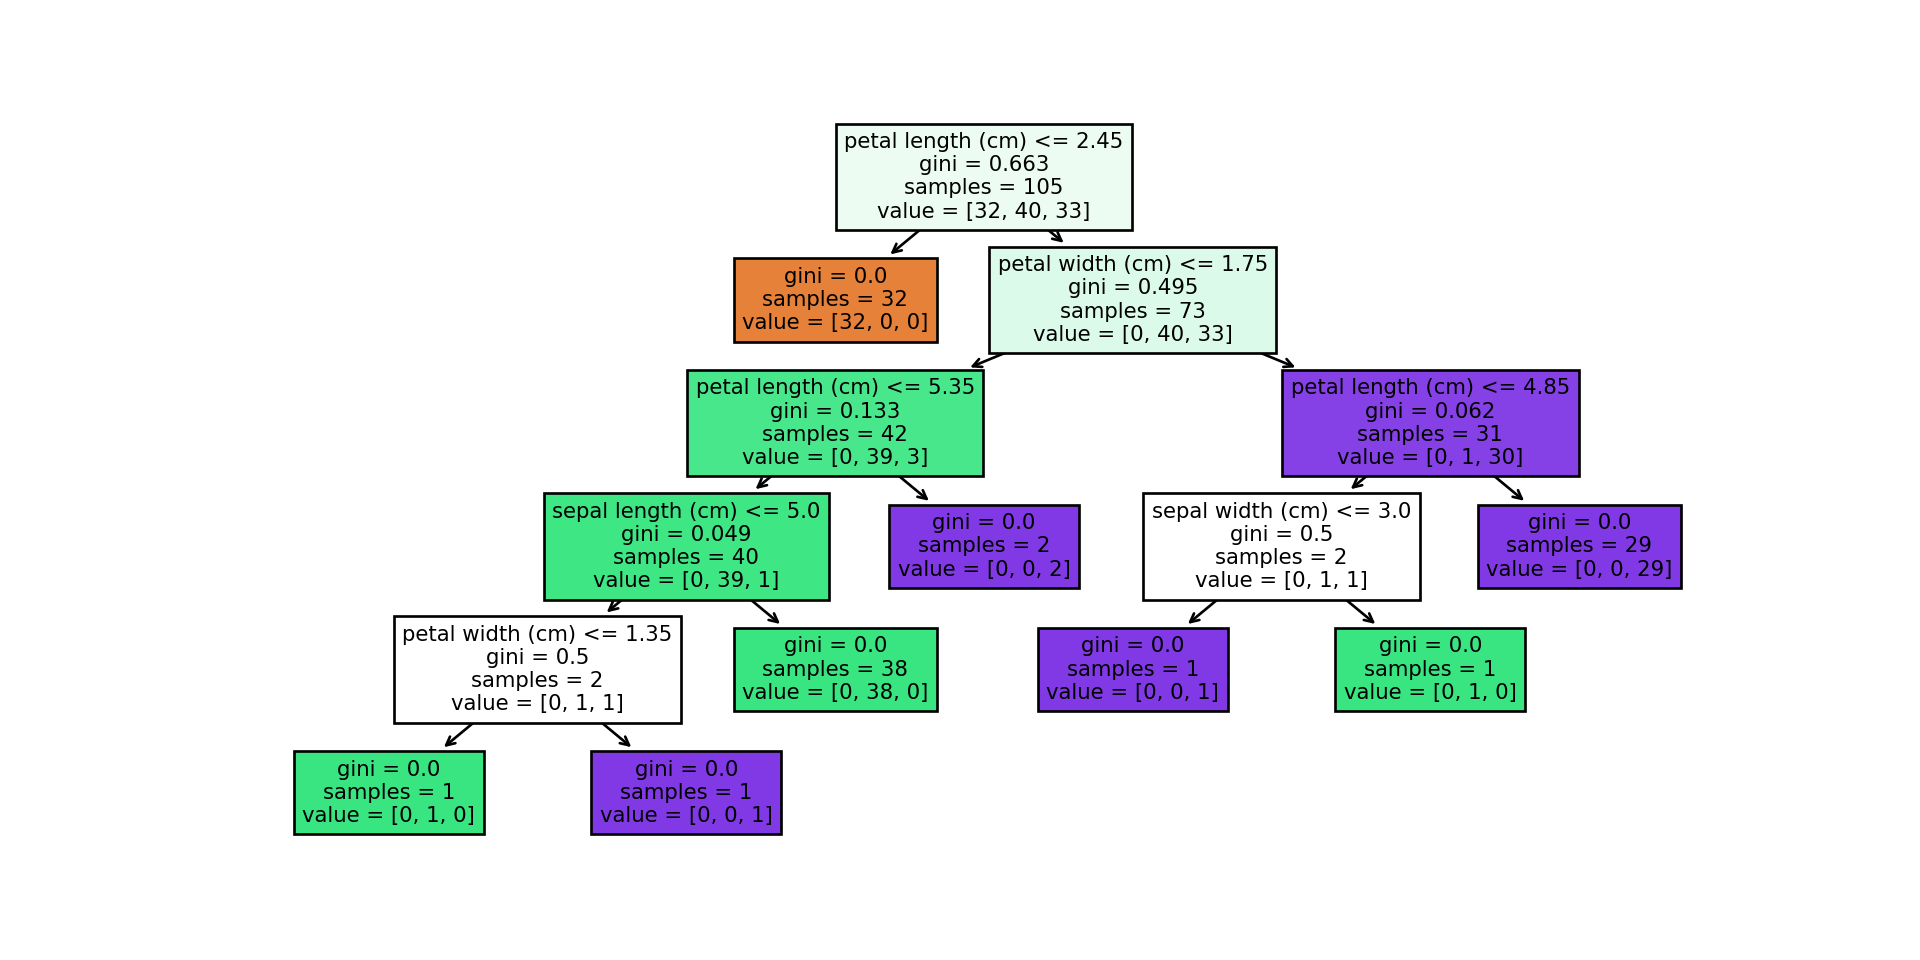 petal length (cm) <= 2.45
gini = 0.663
samples = 105
value = [32, 40, 33]
gini = 0.0
samples = 32
value = [32, 0, 0]
petal width (cm) <= 1.75
gini = 0.495
samples = 73
value = [0, 40, 33]
petal length (cm) <= 5.35
gini = 0.133
samples = 42
value = [0, 39, 3]
petal length (cm) <= 4.85
gini = 0.062
samples = 31
value = [0, 1, 30]
sepal length (cm) <= 5.0
gini = 0.049
samples = 40
value = [0, 39, 1]
gini = 0.0
samples = 2
value = [0, 0, 2]
sepal width (cm) <= 3.0
gini = 0.5
samples = 2
value = [0, 1, 1]
gini = 0.0
samples = 29
value = [0, 0, 29]
petal width (cm) <= 1.35
gini = 0.5
samples = 2
value = [0, 1, 1]
gini = 0.0
samples = 38
value = [0, 38, 0]
gini = 0.0
samples = 1
value = [0, 0, 1]
gini = 0.0
samples = 1
value = [0, 1, 0]
gini = 0.0
samples = 1
value = [0, 1, 0]
gini = 0.0
samples = 1
value = [0, 0, 1]